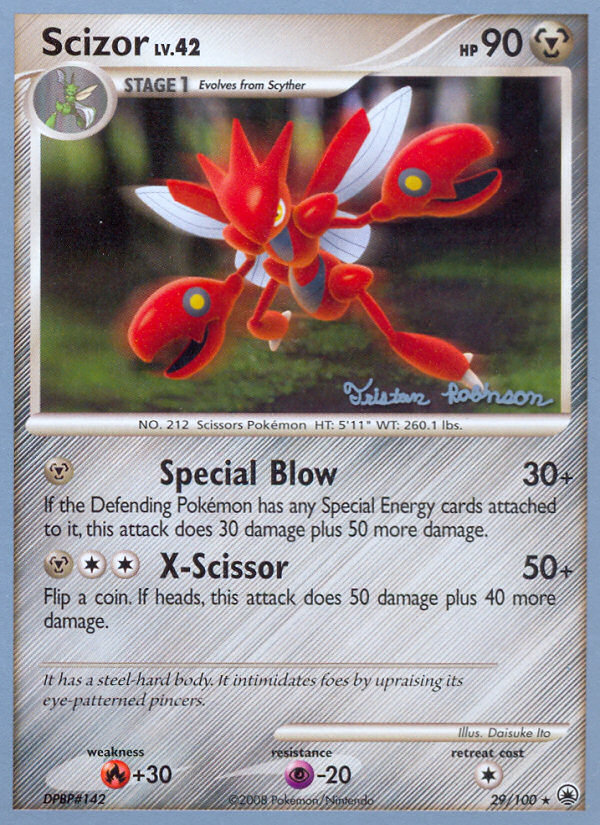 Scizor LV.42 HP 90
STAGE 1 Evolves from Scyther
Tristan Robinson
NO. 212 Scissors Pokémon HT: 5'11" WT: 260.1 lbs.
Special Blow 30+
If the Defending Pokémon has any Special Energy cards attached
to it, this attack does 30 damage plus 50 more damage.
X-Scissor 50+
Flip a coin. If heads, this attack does 50 damage plus 40 more
damage.
It has a steel-hard body. It intimidates foes by upraising its
eye-patterned pincers.
Illus. Daisuke Ito
weakness resistance retreat cost
+30 -20
DPBP#142 ©2008 Pokémon/Nintendo 29/100 ★